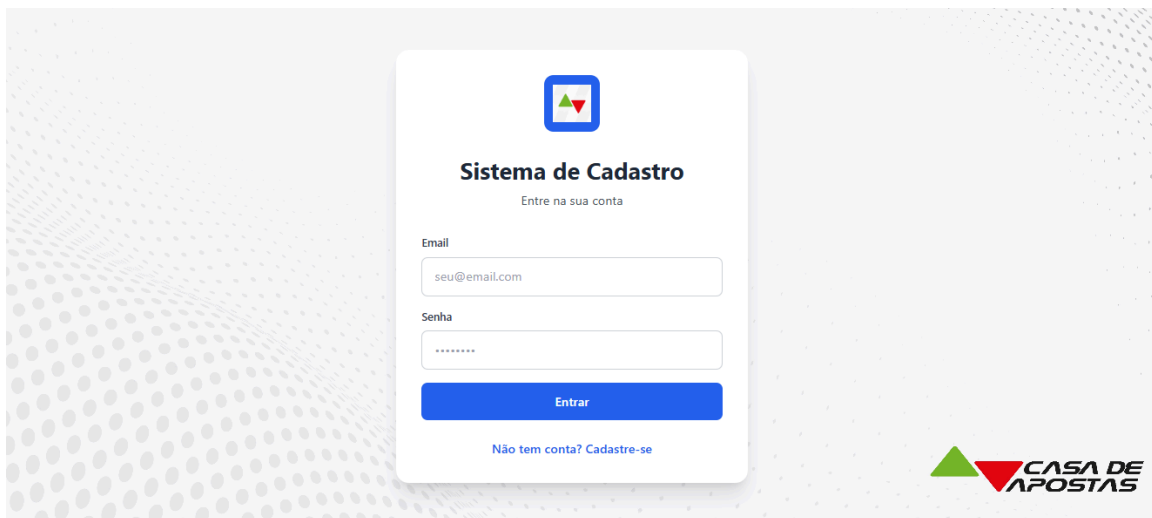 Sistema de Cadastro
Entre na sua conta
Email
seu@email.com
Senha
••••••••
Entrar
Não tem conta? Cadastre-se
CASA DE
APOSTAS